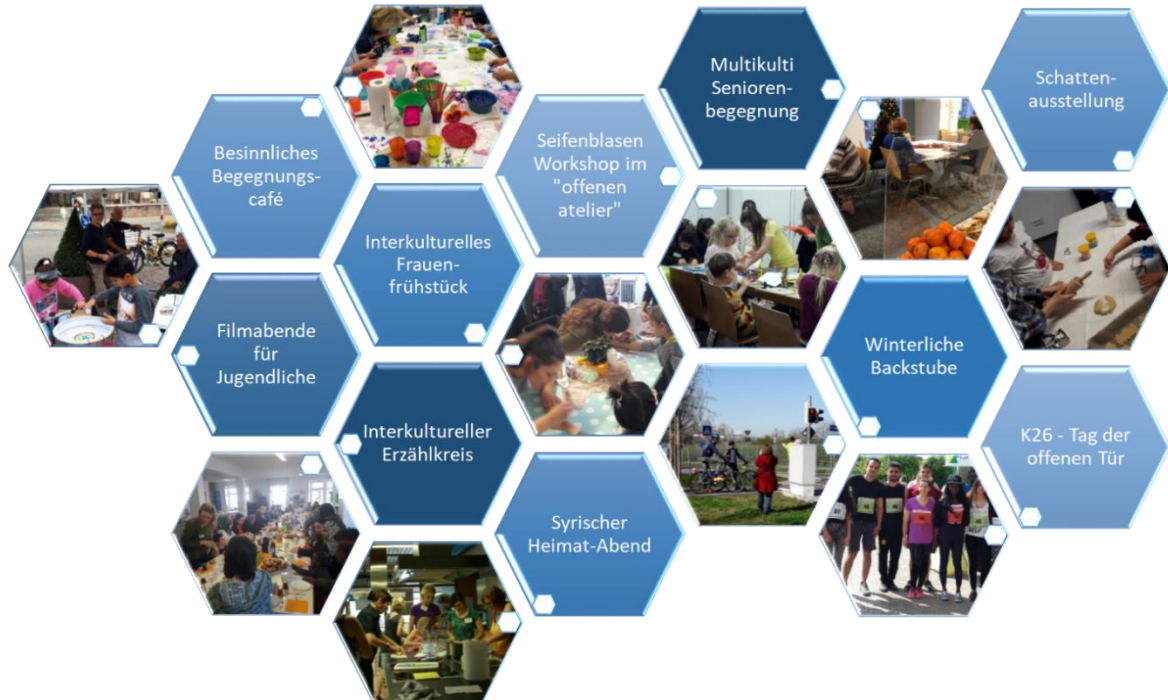 Multikulti
Senioren-
begegnung
Schatten-
ausstellung
Besinnliches
Begegnungs-
café
Seifenblasen
Workshop im
"offenen
atelier"
Interkulturelles
Frauen-
frühstück
Filmabende
für
Jugendliche
Winterliche
Backstube
Interkultureller
Erzählkreis
K26 - Tag der
offenen Tür
Syrischer
Heimat-Abend